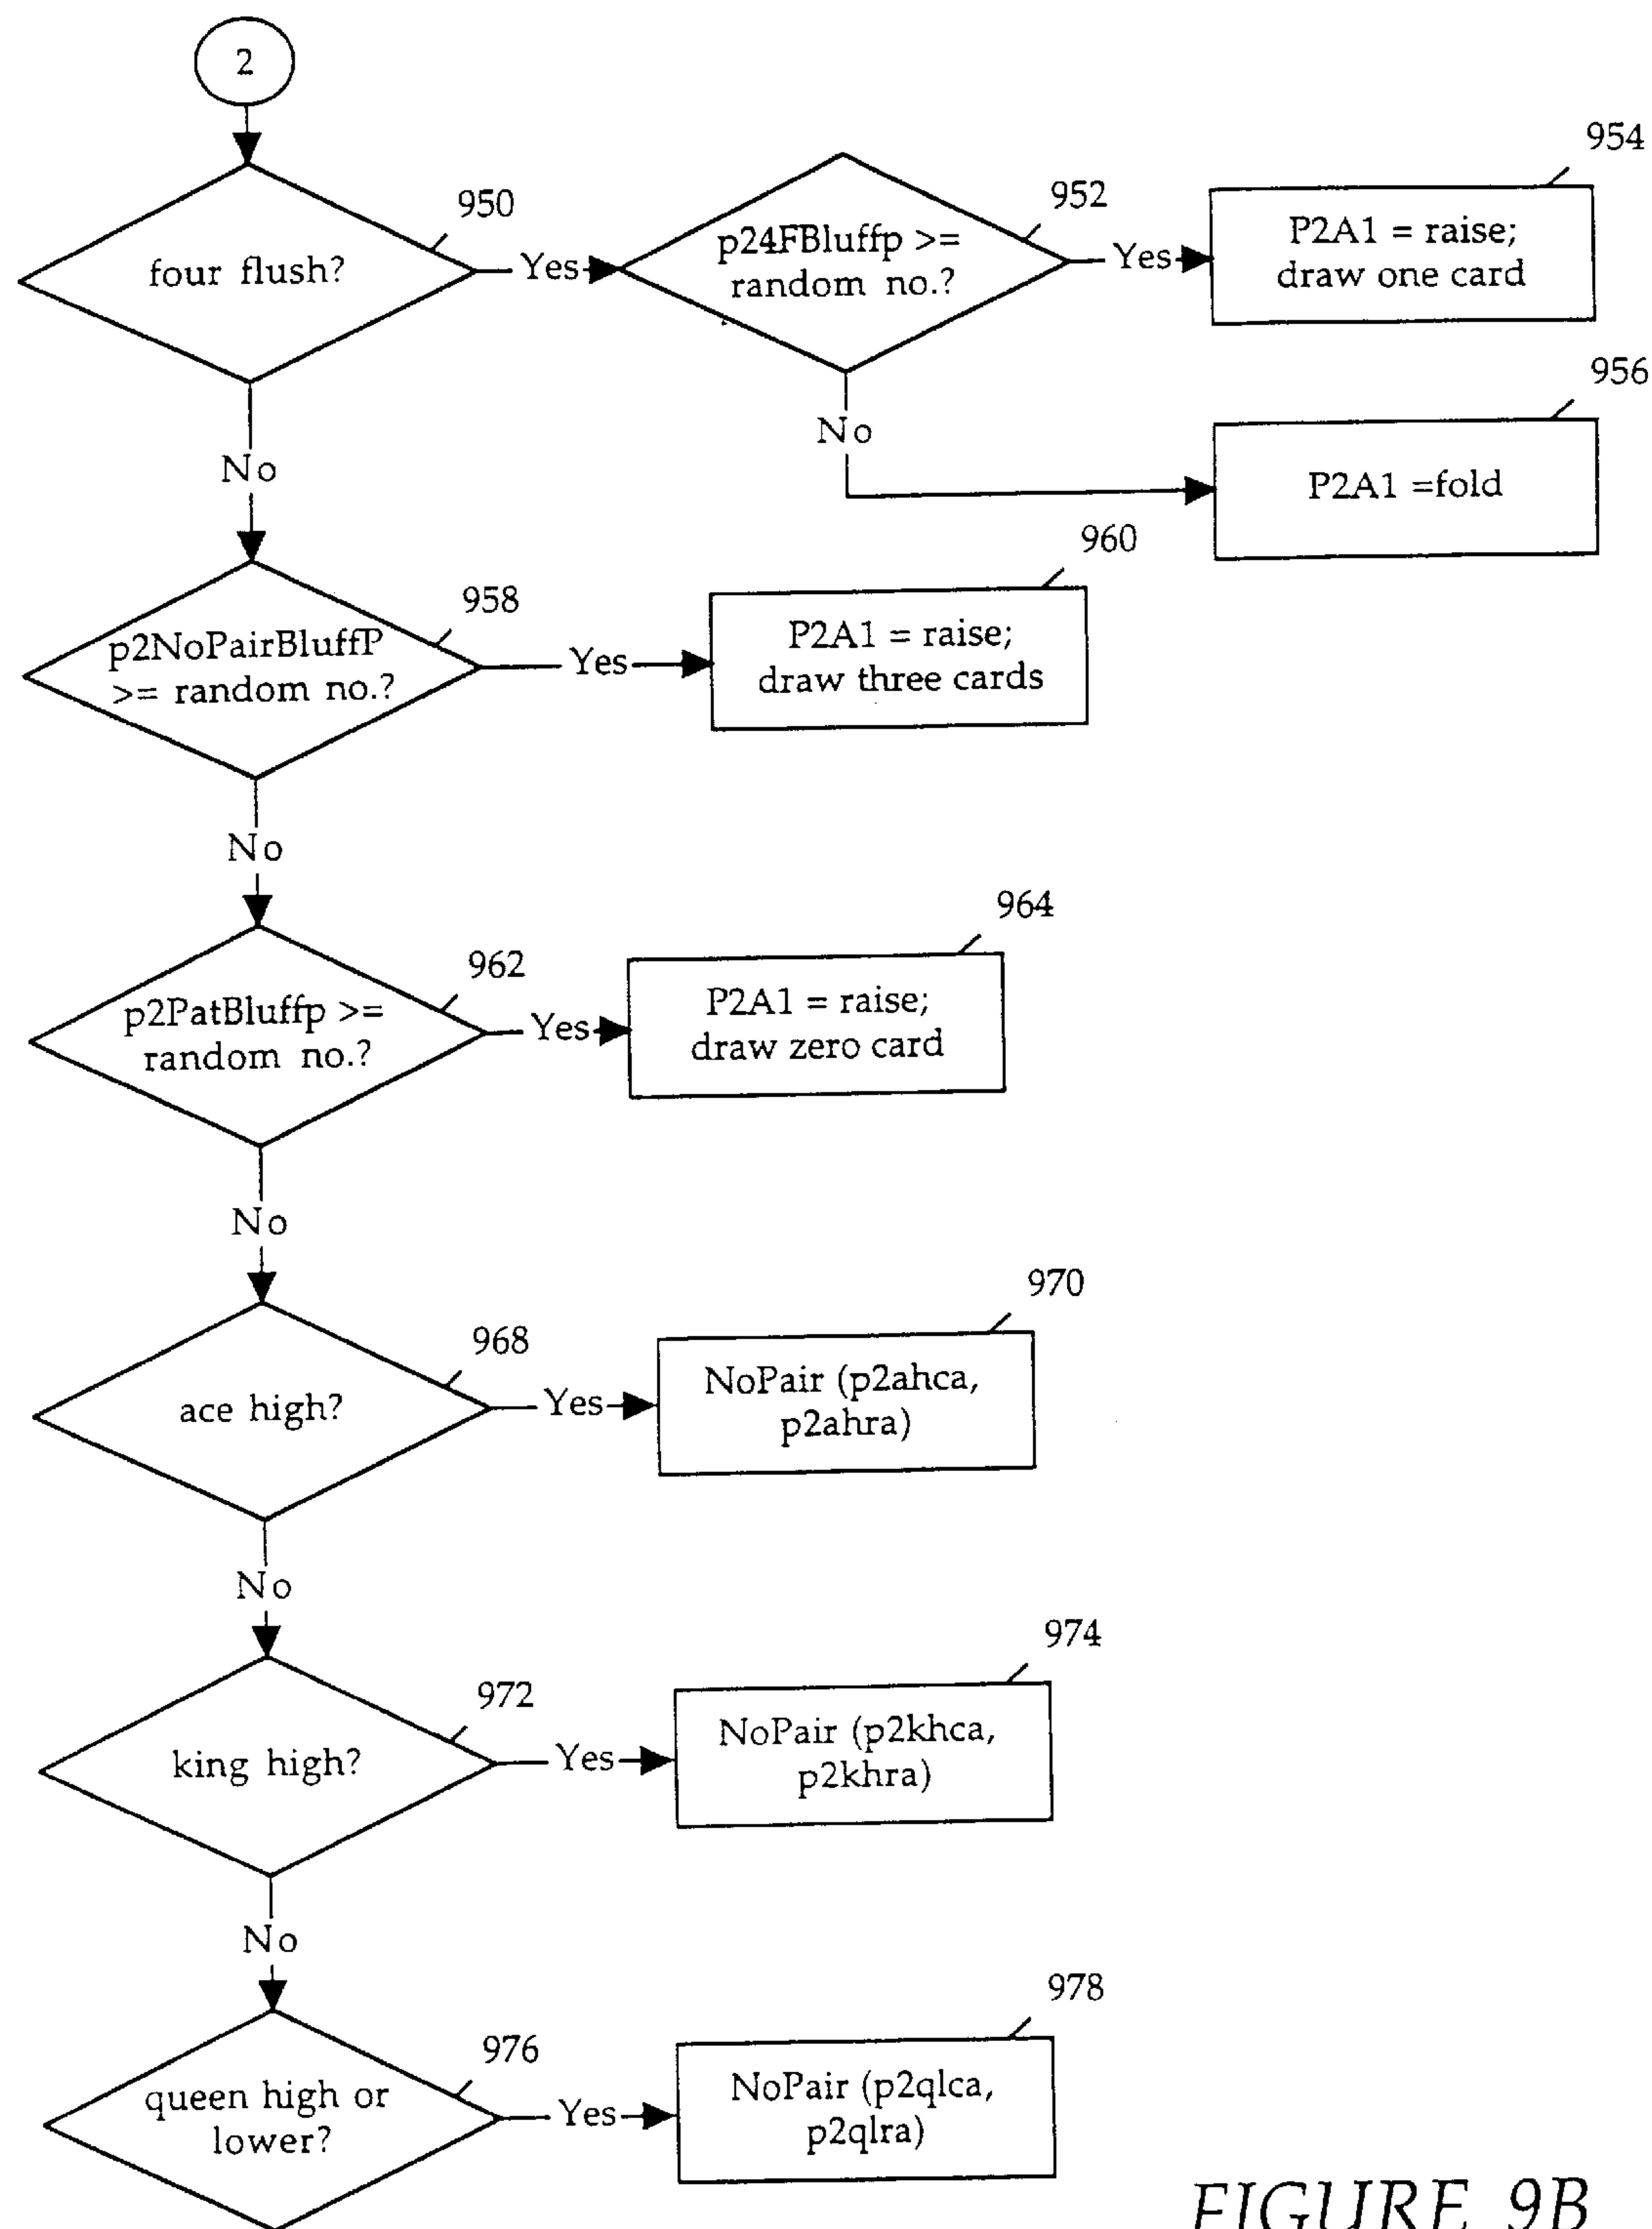 2
four flush?
950
Yes
p24FBluffp >=
random no.?
952
Yes
954
P2A1 = raise;
draw one card
No
956
P2A1 =fold
No
p2NoPairBluffP
>= random no.?
958
Yes
960
P2A1 = raise;
draw three cards
No
p2PatBluffp >=
random no.?
962
Yes
964
P2A1 = raise;
draw zero card
No
ace high?
968
Yes
970
NoPair (p2ahca,
p2ahra)
No
king high?
972
Yes
974
NoPair (p2khca,
p2khra)
No
queen high or
lower?
976
Yes
978
NoPair (p2qlca,
p2qlra)
FIGURE 9B